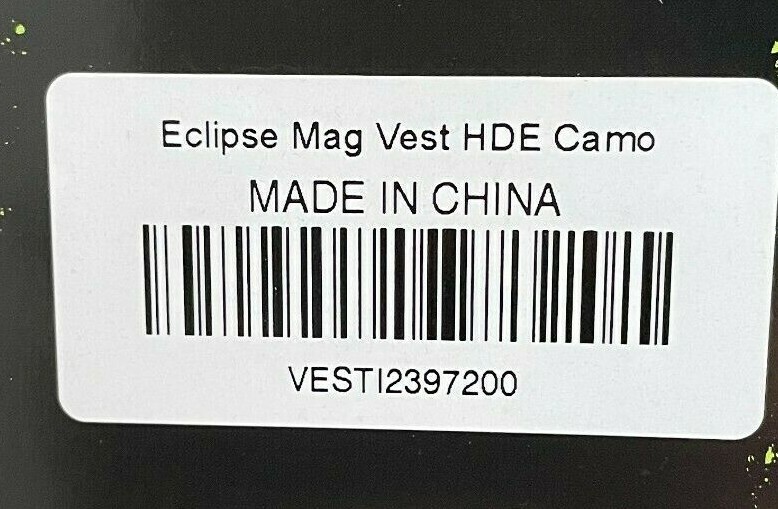 Eclipse Mag Vest HDE Camo
MADE IN CHINA
VESTI2397200